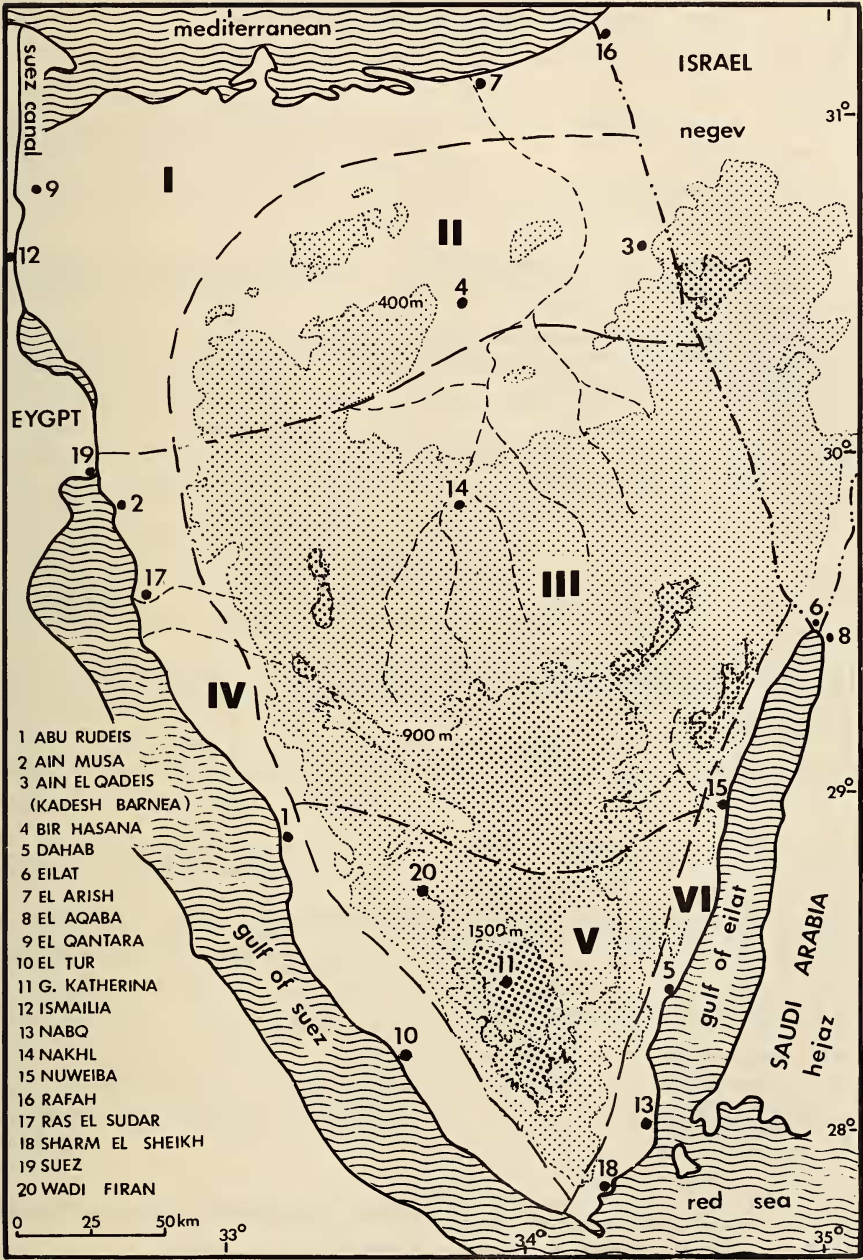 mediterranean
suez canal
16
ISRAEL
7
31°
negev
I
9
II
3
12
4
400m
EYGPT
19
30°
14
2
III
17
6
8
IV
900 m
1 ABU RUDEIS
2 AIN MUSA
3 AIN EL QADEIS
(KADESH BARNEA)
4 BIR HASANA
5 DAHAB
6 EILAT
7 EL ARISH
8 EL AQABA
9 EL QANTARA
10 EL TUR
11 G. KATHERINA
12 ISMAILIA
13 NABQ
14 NAKHL
15 NUWEIBA
16 RAFAH
17 RAS EL SUDAR
18 SHARM EL SHEIKH
19 SUEZ
20 WADI FIRAN
29°
15
1
20
VI
1500m
V
11
5
gulf of eilat
SAUDI ARABIA
hejaz
gulf of suez
10
13
28°
18
red sea
0 25 50km
33°
34°
35°